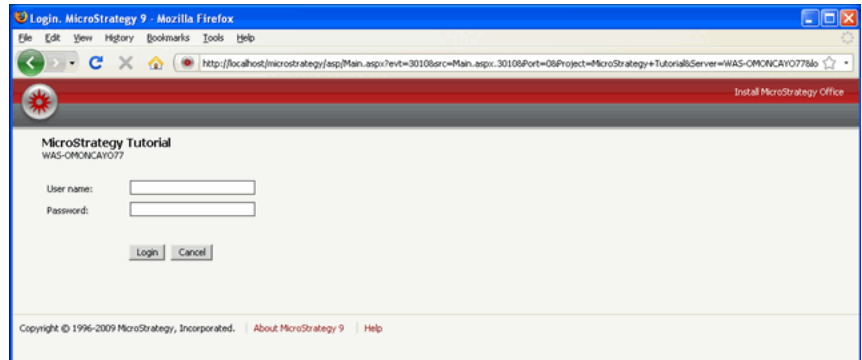 Login. MicroStrategy 9 - Mozilla Firefox
File Edit View History Bookmarks Tools Help
http://localhost/microstrategy/asp/Main.aspx?evt=3010&src=Main.aspx.3010&Port=0&Project=MicroStrategy+Tutorial&Server=WAS-OMONCAYO77&lo
Install MicroStrategy Office
MicroStrategy Tutorial
WAS-OMONCAYO77
User name:
Password:
Login Cancel
Copyright © 1996-2009 MicroStrategy, Incorporated. About MicroStrategy 9 Help